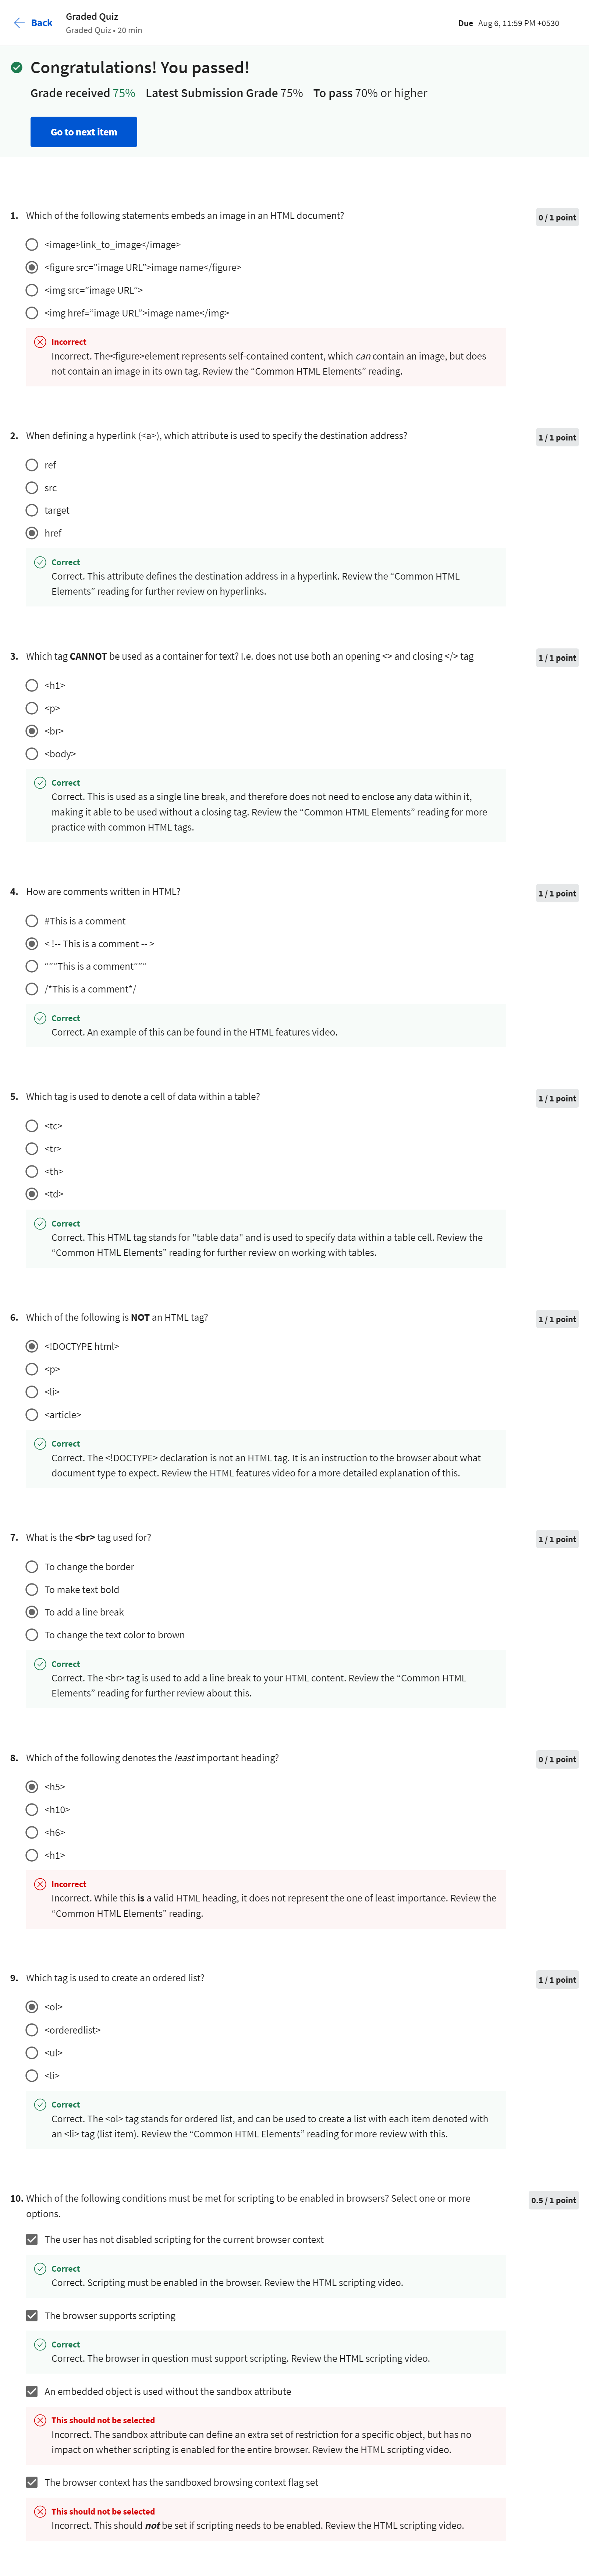 Back
Graded Quiz
Graded Quiz • 20 min
Due Aug 6, 11:59 PM +0530
Congratulations! You passed!
Grade received 75% Latest Submission Grade 75% To pass 70% or higher
Go to next item
1. Which of the following statements embeds an image in an HTML document?
0 / 1 point
<image>link_to_image</image>
<figure src="image URL">image name</figure>
<img src="image URL">
<img href="image URL">image name</img>
Incorrect
Incorrect. The<figure>element represents self-contained content, which can contain an image, but does
not contain an image in its own tag. Review the “Common HTML Elements” reading.
2. When defining a hyperlink (<a>), which attribute is used to specify the destination address?
1 / 1 point
ref
src
target
href
Correct
Correct. This attribute defines the destination address in a hyperlink. Review the “Common HTML
Elements” reading for further review on hyperlinks.
3. Which tag CANNOT be used as a container for text? I.e. does not use both an opening <> and closing </> tag
1 / 1 point
<h1>
<p>
<br>
<body>
Correct
Correct. This is used as a single line break, and therefore does not need to enclose any data within it,
making it able to be used without a closing tag. Review the “Common HTML Elements” reading for more
practice with common HTML tags.
4. How are comments written in HTML?
1 / 1 point
#This is a comment
< !-- This is a comment -- >
“””This is a comment”””
/*This is a comment*/
Correct
Correct. An example of this can be found in the HTML features video.
5. Which tag is used to denote a cell of data within a table?
1 / 1 point
<tc>
<tr>
<th>
<td>
Correct
Correct. This HTML tag stands for "table data" and is used to specify data within a table cell. Review the
“Common HTML Elements” reading for further review on working with tables.
6. Which of the following is NOT an HTML tag?
1 / 1 point
<!DOCTYPE html>
<p>
<li>
<article>
Correct
Correct. The <!DOCTYPE> declaration is not an HTML tag. It is an instruction to the browser about what
document type to expect. Review the HTML features video for a more detailed explanation of this.
7. What is the <br> tag used for?
1 / 1 point
To change the border
To make text bold
To add a line break
To change the text color to brown
Correct
Correct. The <br> tag is used to add a line break to your HTML content. Review the “Common HTML
Elements” reading for further review about this.
8. Which of the following denotes the least important heading?
0 / 1 point
<h5>
<h10>
<h6>
<h1>
Incorrect
Incorrect. While this is a valid HTML heading, it does not represent the one of least importance. Review the
“Common HTML Elements” reading.
9. Which tag is used to create an ordered list?
1 / 1 point
<ol>
<orderedlist>
<ul>
<li>
Correct
Correct. The <ol> tag stands for ordered list, and can be used to create a list with each item denoted with
an <li> tag (list item). Review the “Common HTML Elements” reading for more review with this.
10. Which of the following conditions must be met for scripting to be enabled in browsers? Select one or more
options.
0.5 / 1 point
The user has not disabled scripting for the current browser context
Correct
Correct. Scripting must be enabled in the browser. Review the HTML scripting video.
The browser supports scripting
Correct
Correct. The browser in question must support scripting. Review the HTML scripting video.
An embedded object is used without the sandbox attribute
This should not be selected
Incorrect. The sandbox attribute can define an extra set of restriction for a specific object, but has no
impact on whether scripting is enabled for the entire browser. Review the HTML scripting video.
The browser context has the sandboxed browsing context flag set
This should not be selected
Incorrect. This should not be set if scripting needs to be enabled. Review the HTML scripting video.